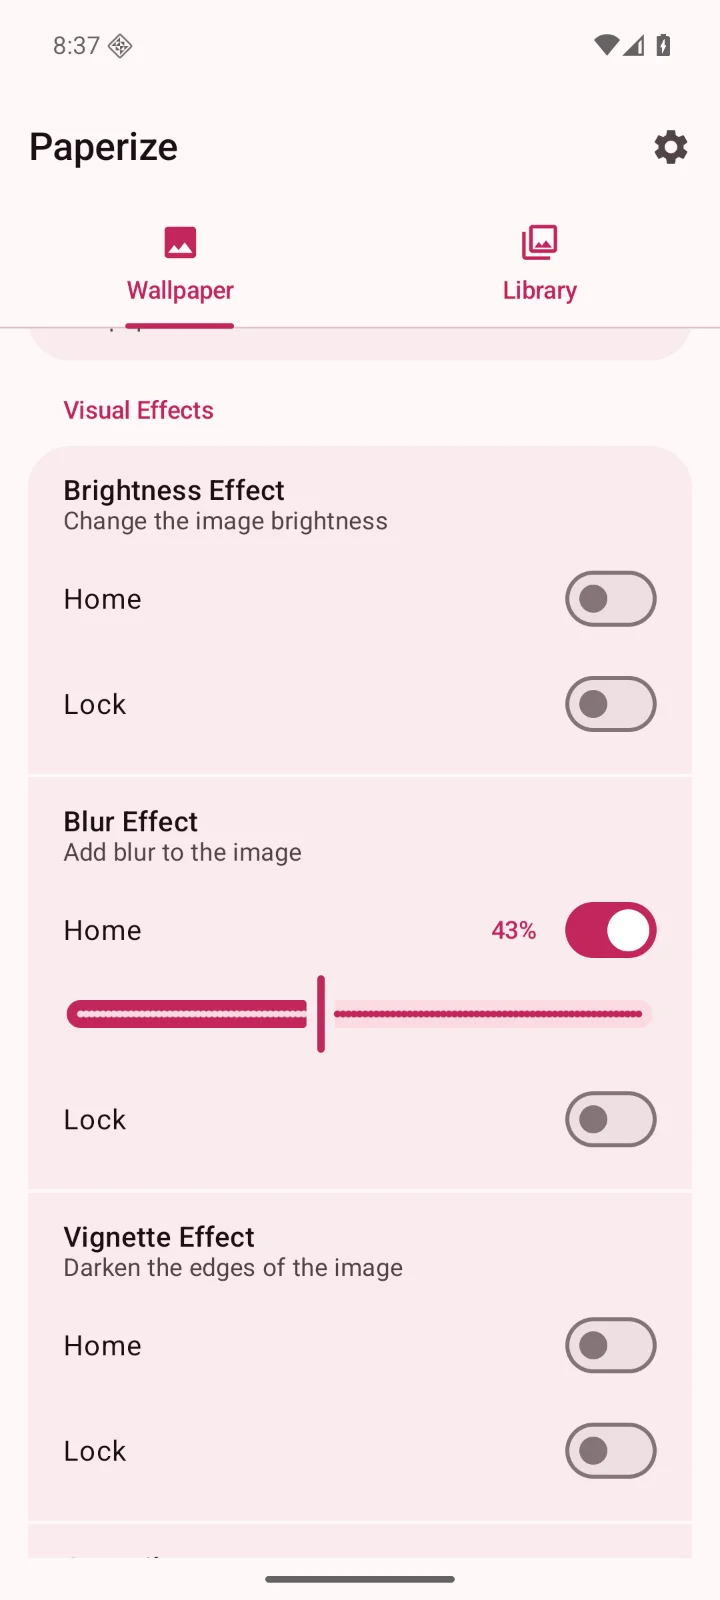 8:37
Paperize
Wallpaper
Library
Visual Effects
Brightness Effect
Change the image brightness
Home
Lock
Blur Effect
Add blur to the image
Home
43%
Lock
Vignette Effect
Darken the edges of the image
Home
Lock